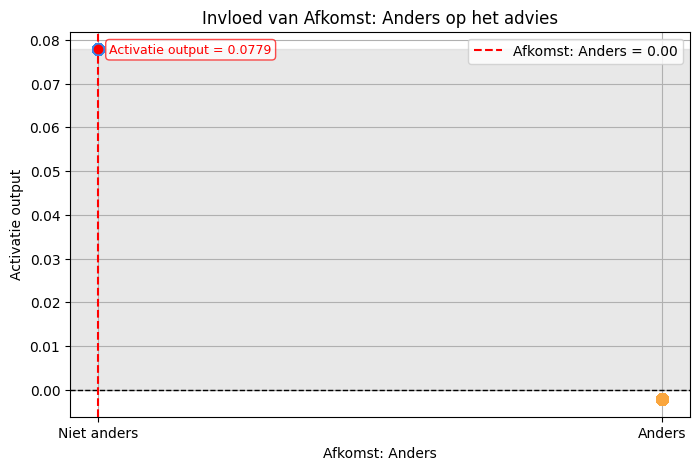 Invloed van Afkomst: Anders op het advies
Activatie output = 0.0779
Afkomst: Anders = 0.00
Activatie output
0.08
0.07
0.06
0.05
0.04
0.03
0.02
0.01
0.00
Niet anders
Anders
Afkomst: Anders